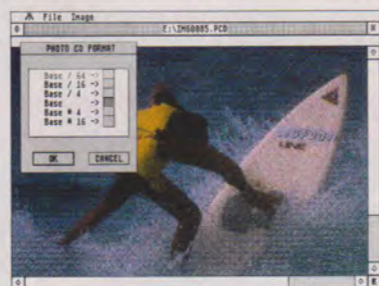 File Image
E:\IMG0085.PCD
PHOTO CD FORMAT
Base / 64 ->
Base / 16 ->
Base / 4 ->
Base ->
Base * 4 ->
Base * 16 ->
OK CANCEL